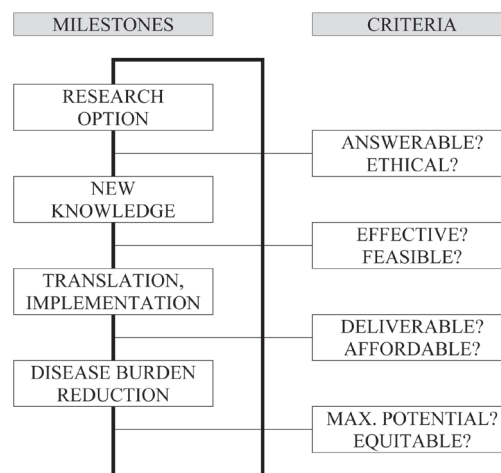 MILESTONES
CRITERIA
RESEARCH
OPTION
ANSWERABLE?
ETHICAL?
NEW
KNOWLEDGE
EFFECTIVE?
FEASIBLE?
TRANSLATION,
IMPLEMENTATION
DELIVERABLE?
AFFORDABLE?
DISEASE BURDEN
REDUCTION
MAX. POTENTIAL?
EQUITABLE?